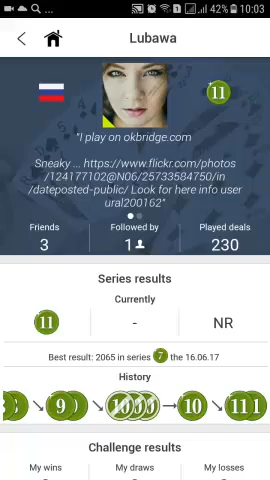 42% 10:03
Lubawa
11
"I play on okbridge.com
Sneaky ... https://www.flickr.com/photos
/124177102@N06/25733584750/in
/dateposted-public/ Look for here info user
ural200162"
Friends
Followed by
Played deals
3
1
230
Series results
Currently
11
-
NR
Best result: 2065 in series 7 the 16.06.17
History
9
10
11
Challenge results
My wins
My draws
My losses